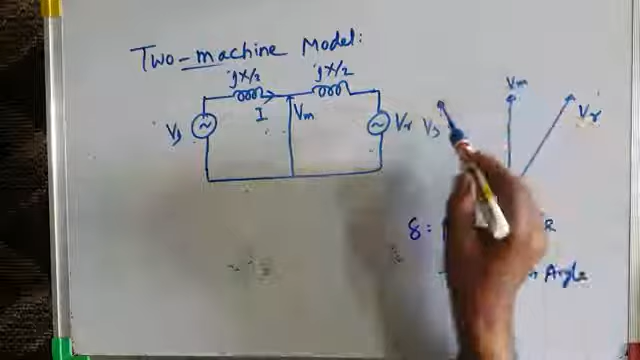 Two-machine Model:
jX/2 jX/2
I Vm
Vs Vr
Vm
Vs Vr
δ: R
Angle